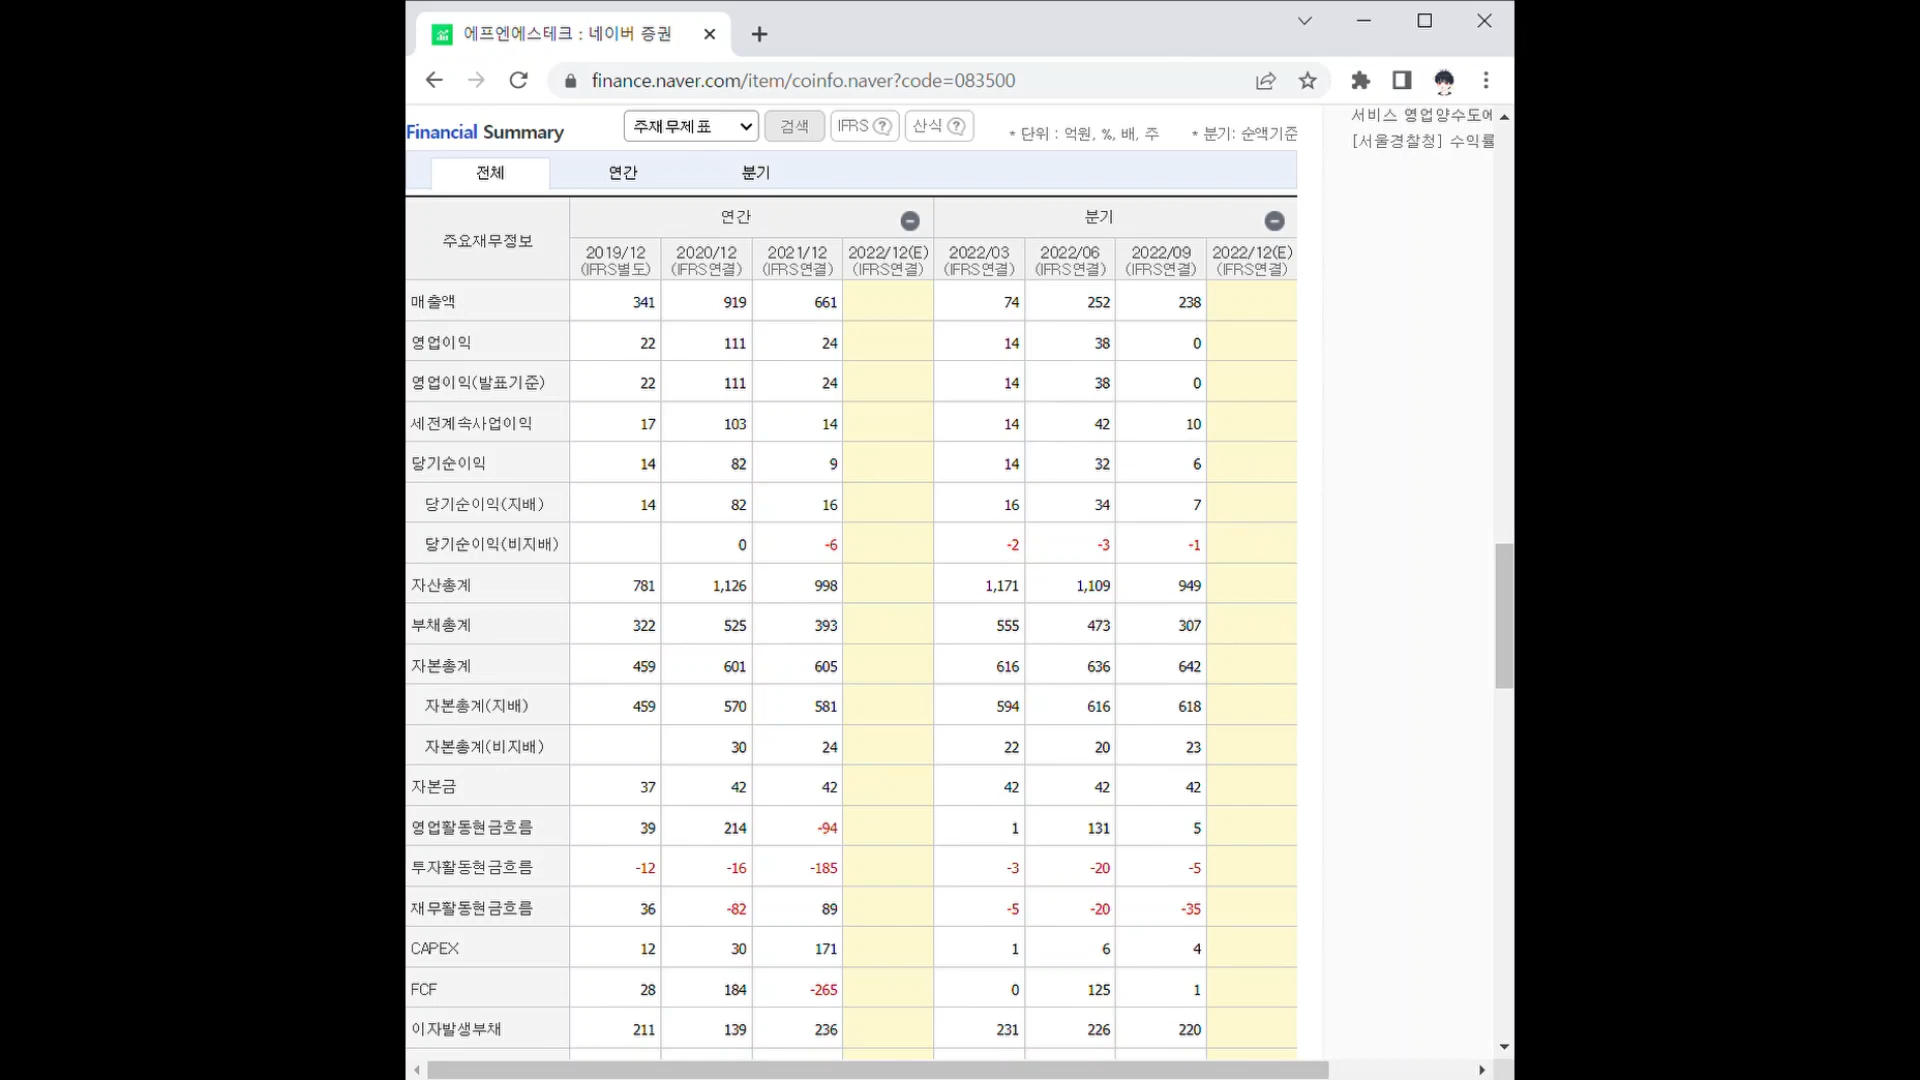 에프엔에스테크 : 네이버 증권
finance.naver.com/item/coinfo.naver?code=083500
Financial Summary 주재무제표 검색 IFRS ? 산식 ? * 단위 : 억원, %, 배, 주 * 분기: 순액기준
서비스 영업양수도에
[서울경찰청] 수익률
전체 연간 분기
주요재무정보 연간 분기
2019/12 2020/12 2021/12 2022/12(E) 2022/03 2022/06 2022/09 2022/12(E)
(IFRS별도) (IFRS연결) (IFRS연결) (IFRS연결) (IFRS연결) (IFRS연결) (IFRS연결) (IFRS연결)
매출액 341 919 661 74 252 238
영업이익 22 111 24 14 38 0
영업이익(발표기준) 22 111 24 14 38 0
세전계속사업이익 17 103 14 14 42 10
당기순이익 14 82 9 14 32 6
당기순이익(지배) 14 82 16 16 34 7
당기순이익(비지배) 0 -6 -2 -3 -1
자산총계 781 1,126 998 1,171 1,109 949
부채총계 322 525 393 555 473 307
자본총계 459 601 605 616 636 642
자본총계(지배) 459 570 581 594 616 618
자본총계(비지배) 30 24 22 20 23
자본금 37 42 42 42 42 42
영업활동현금흐름 39 214 -94 1 131 5
투자활동현금흐름 -12 -16 -185 -3 -20 -5
재무활동현금흐름 36 -82 89 -5 -20 -35
CAPEX 12 30 171 1 6 4
FCF 28 184 -265 0 125 1
이자발생부채 211 139 236 231 226 220